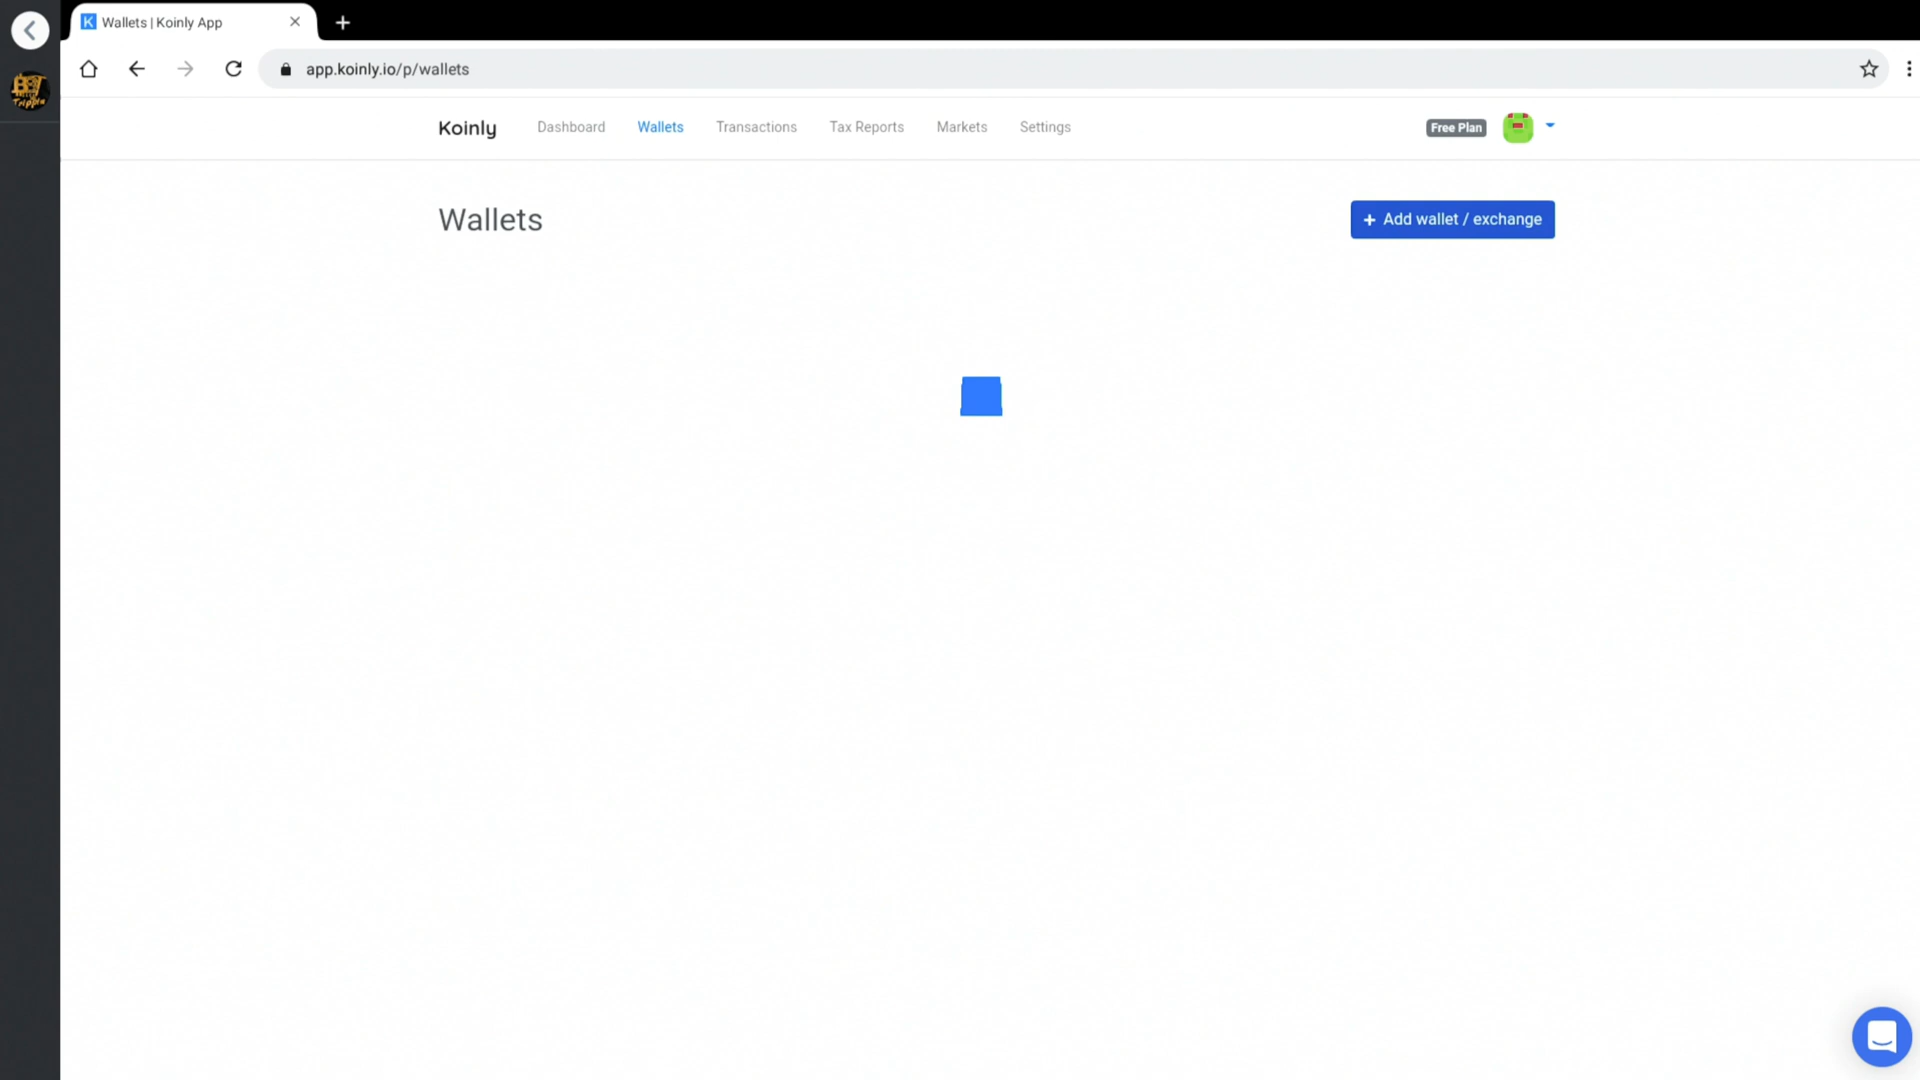 Wallets | Koinly App
app.koinly.io/p/wallets
Koinly Dashboard Wallets Transactions Tax Reports Markets Settings Free Plan
Wallets
+ Add wallet / exchange